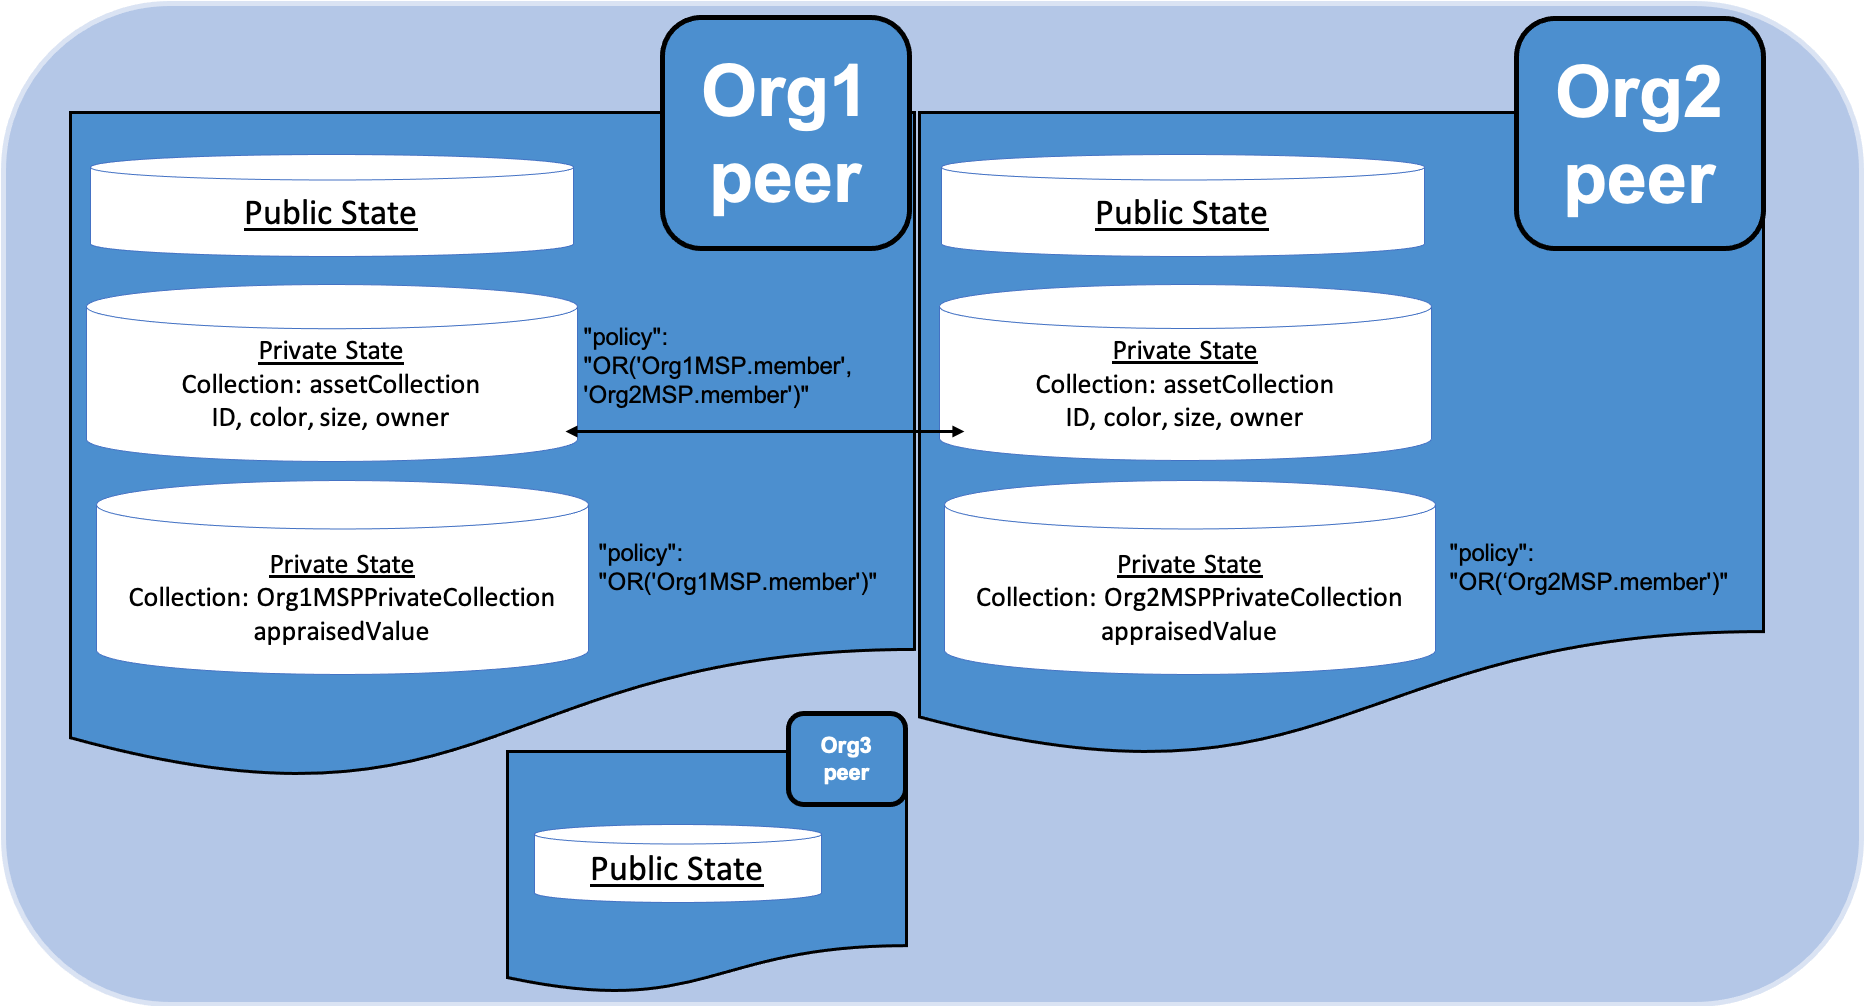 Org1
peer
Public State
Private State
Collection: assetCollection
ID, color, size, owner
"policy":
"OR('Org1MSP.member',
'Org2MSP.member')"
Private State
Collection: Org1MSPPrivateCollection
appraisedValue
"policy":
"OR('Org1MSP.member')"
Org2
peer
Public State
Private State
Collection: assetCollection
ID, color, size, owner
Private State
Collection: Org2MSPPrivateCollection
appraisedValue
"policy":
"OR(‘Org2MSP.member')"
Org3
peer
Public State